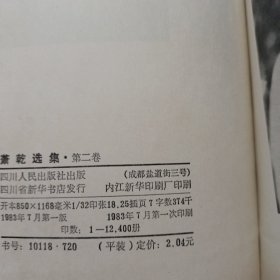 萧乾选集·第二卷
四川人民出版社出版 (成都盐道街三号)
四川省新华书店发行 内江新华印刷厂印刷
开本850×1168毫米1/32印张18.25插页7字数374千
1983年7月第一版 1983年7月第一次印刷
印数: 1—12,400册
书号: 10118·720 (平装) 定价: 2.04元